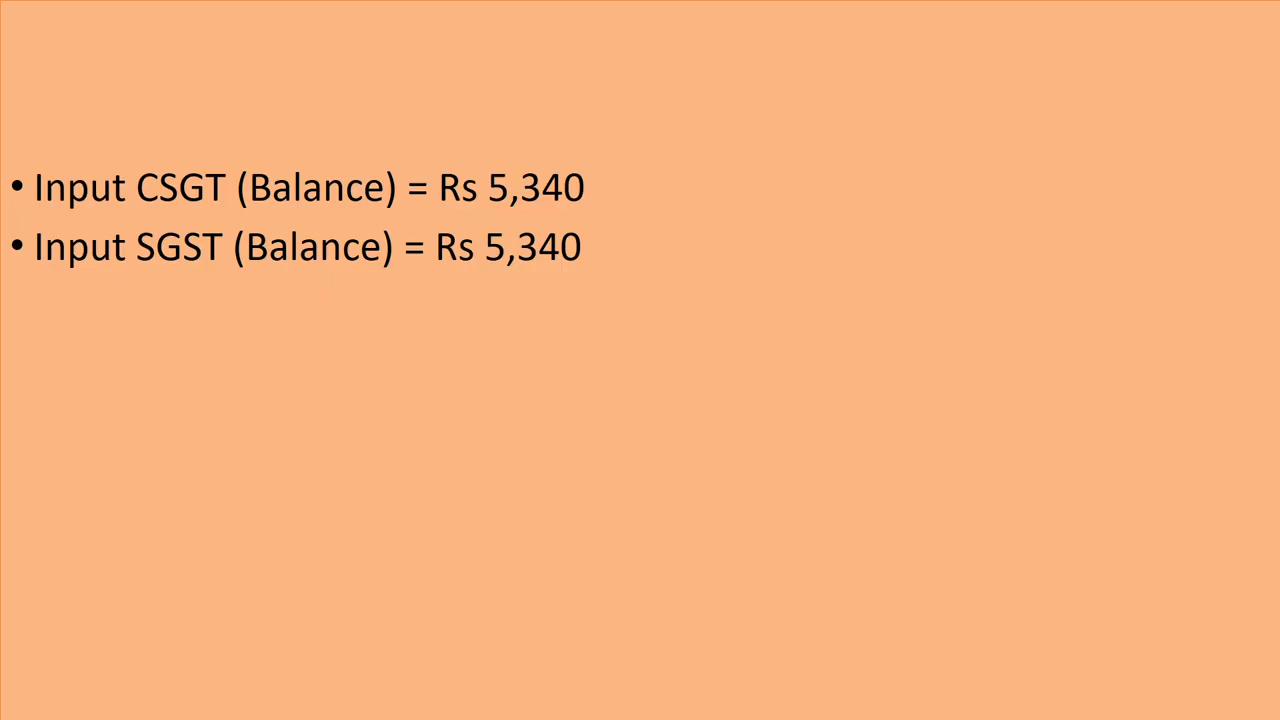 • Input CSGT (Balance) = Rs 5,340
• Input SGST (Balance) = Rs 5,340